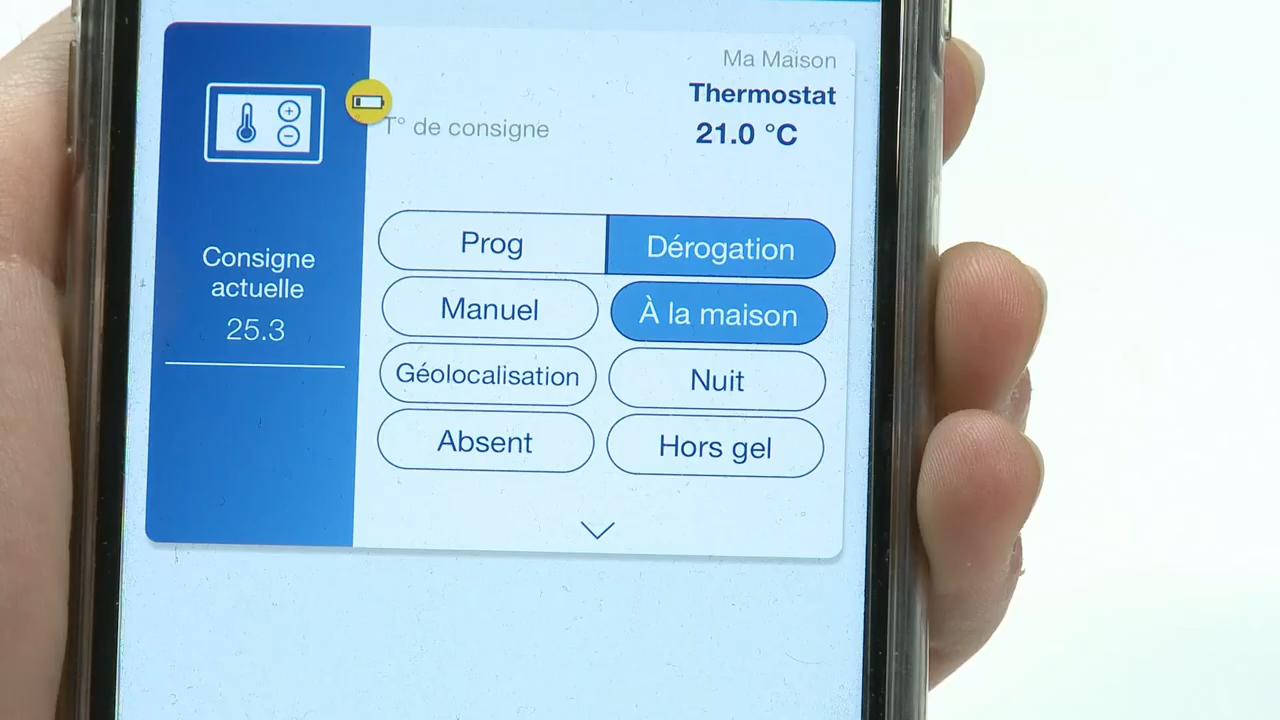 Ma Maison
Thermostat
T° de consigne
21.0 °C
Consigne
actuelle
25.3
Prog
Dérogation
Manuel
À la maison
Géolocalisation
Nuit
Absent
Hors gel